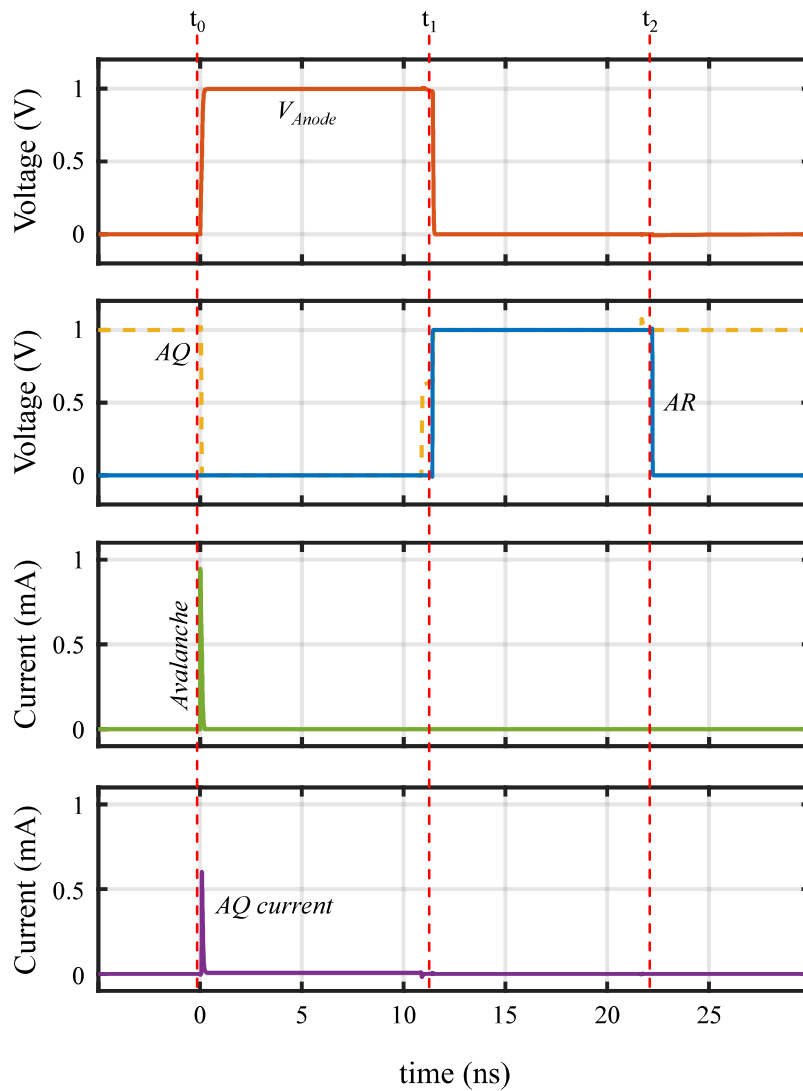 t0 t1 t2
Voltage (V)
1
0.5
0
VAnode
Voltage (V)
1
0.5
0
AQ
AR
Current (mA)
1
0.5
0
Avalanche
Current (mA)
1
0.5
0
AQ current
0 5 10 15 20 25
time (ns)